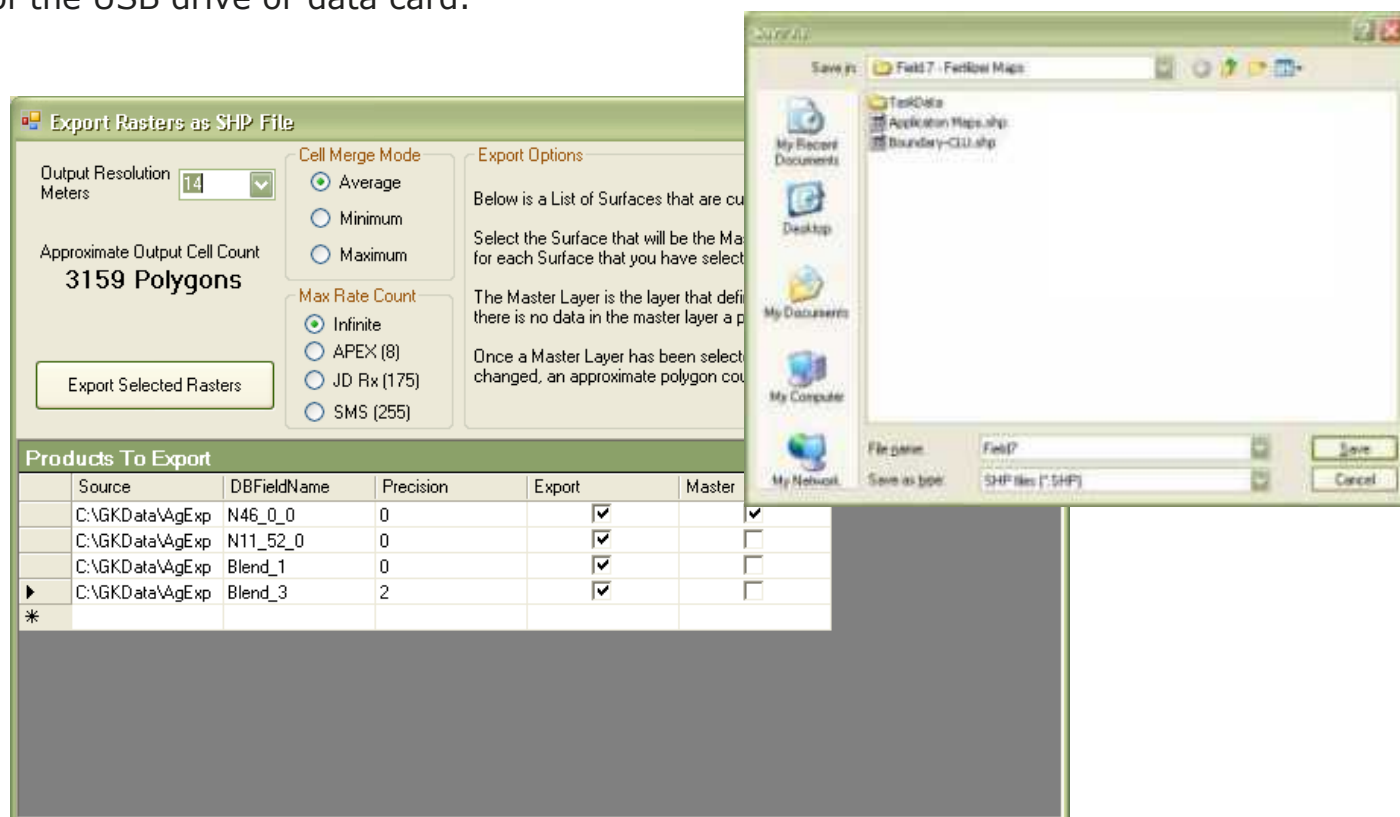 of the USB drive or data card.
Export Rasters as SHP File
Output Resolution
Meters
14
Approximate Output Cell Count
3159 Polygons
Export Selected Rasters
Cell Merge Mode
Average
Minimum
Maximum
Max Rate Count
Infinite
APEX (8)
JD Rx (175)
SMS (255)
Export Options
Below is a List of Surfaces that are cu
Select the Surface that will be the Ma
for each Surface that you have select
The Master Layer is the layer that defi
there is no data in the master layer a p
Once a Master Layer has been select
changed, an approximate polygon cou
Products To Export
Source DBFieldName Precision Export Master
C:\GKData\AgExp N46_0_0 0
C:\GKData\AgExp N11_52_0 0
C:\GKData\AgExp Blend_1 0
C:\GKData\AgExp Blend_3 2
Save in:
Field 7 - Fertilizer Maps
TaskData
Application Maps.shp
Boundary-CLU.shp
My Recent
Documents
Desktop
My Documents
My Computer
My Network
File name:
Field7
Save
Save as type:
SHP files (*.SHP)
Cancel